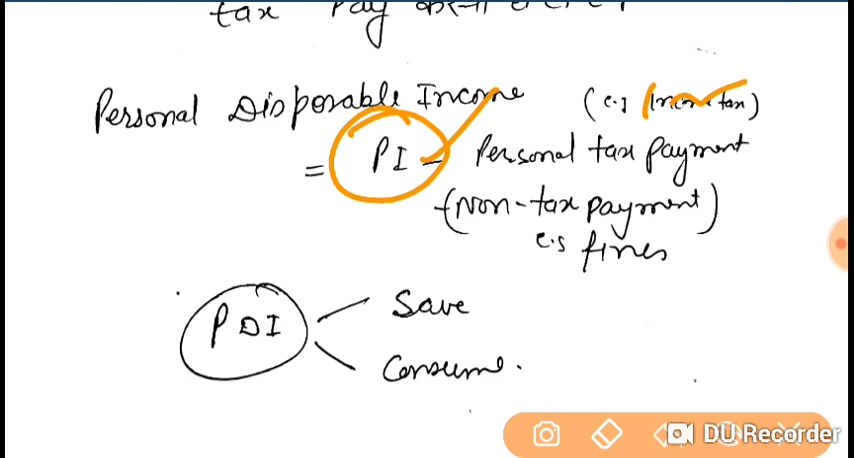 tax Pay
Personal Disposable Income (e.g Income tax)
= PI - Personal tax payment
- (Non-tax payment)
e.g fines
PDI
Save
Consume.
DU Recorder